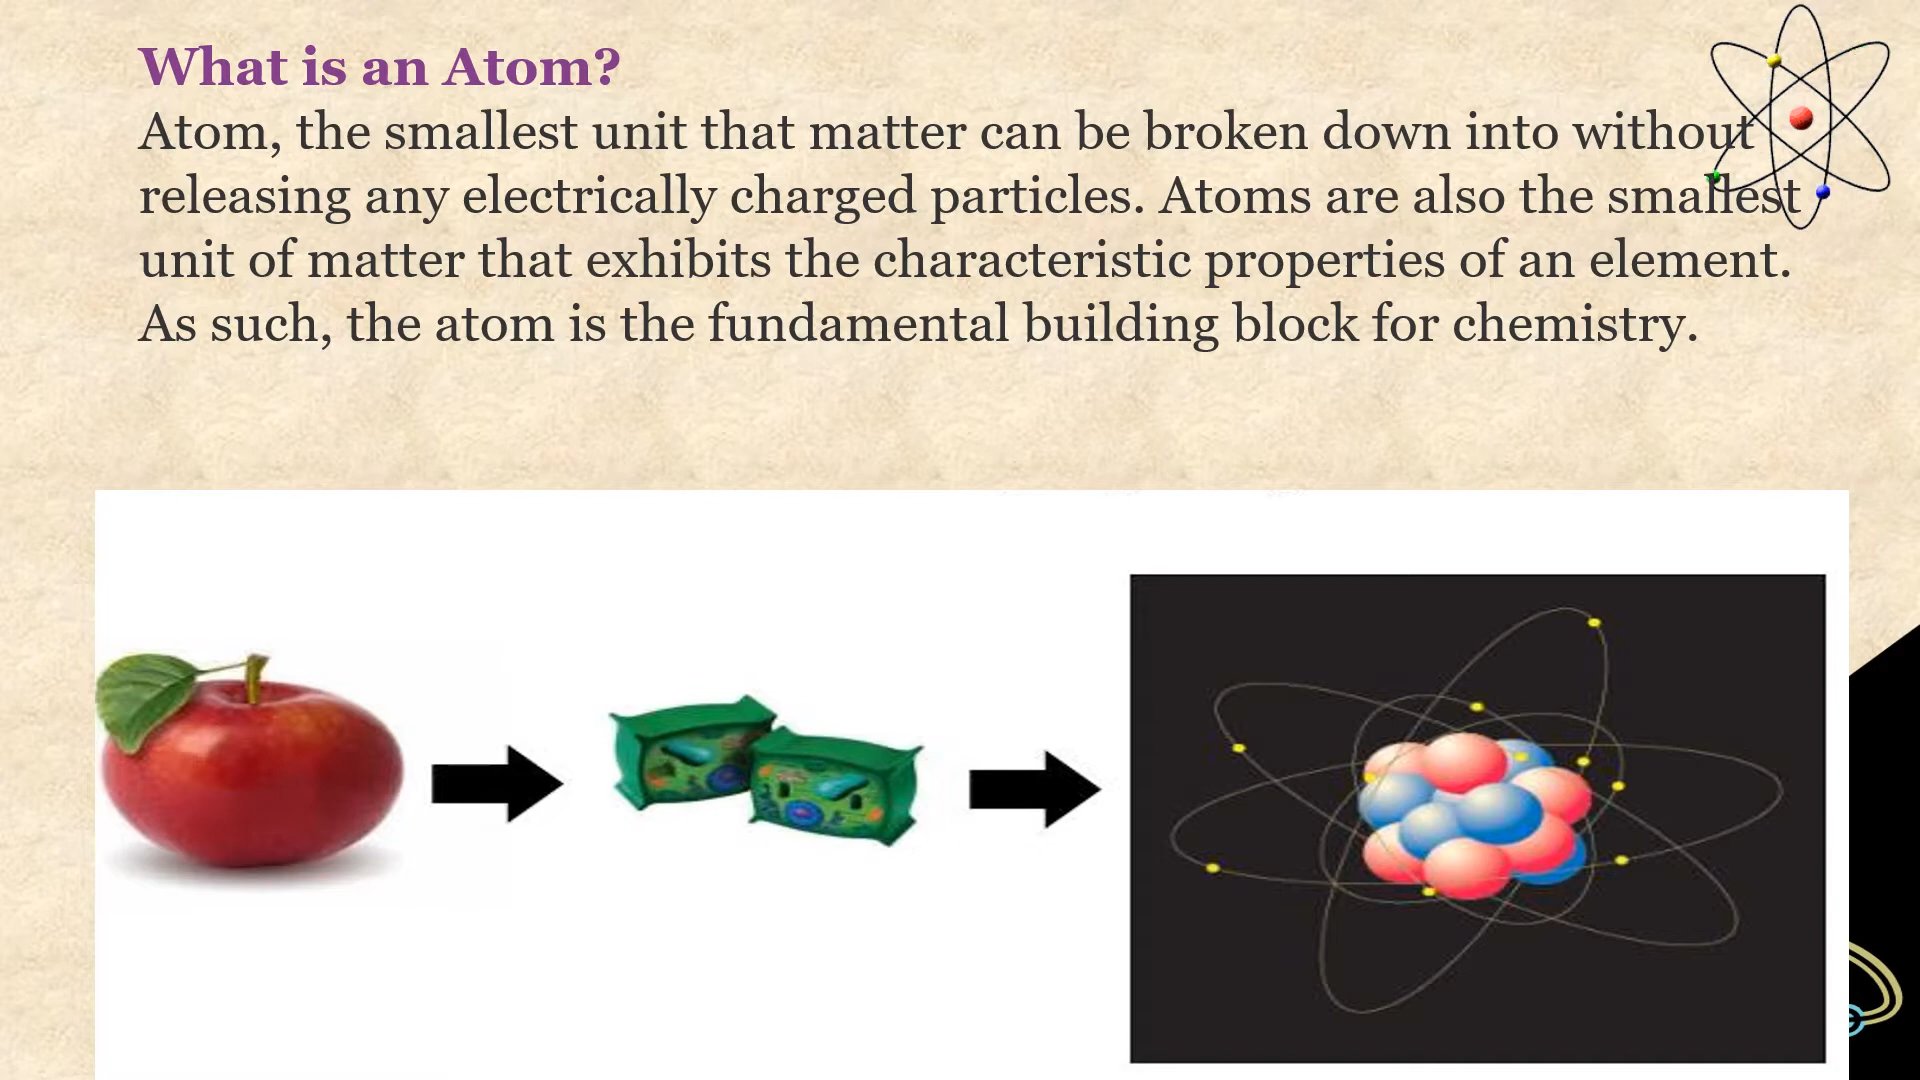 What is an Atom?
Atom, the smallest unit that matter can be broken down into without
releasing any electrically charged particles. Atoms are also the smallest
unit of matter that exhibits the characteristic properties of an element.
As such, the atom is the fundamental building block for chemistry.